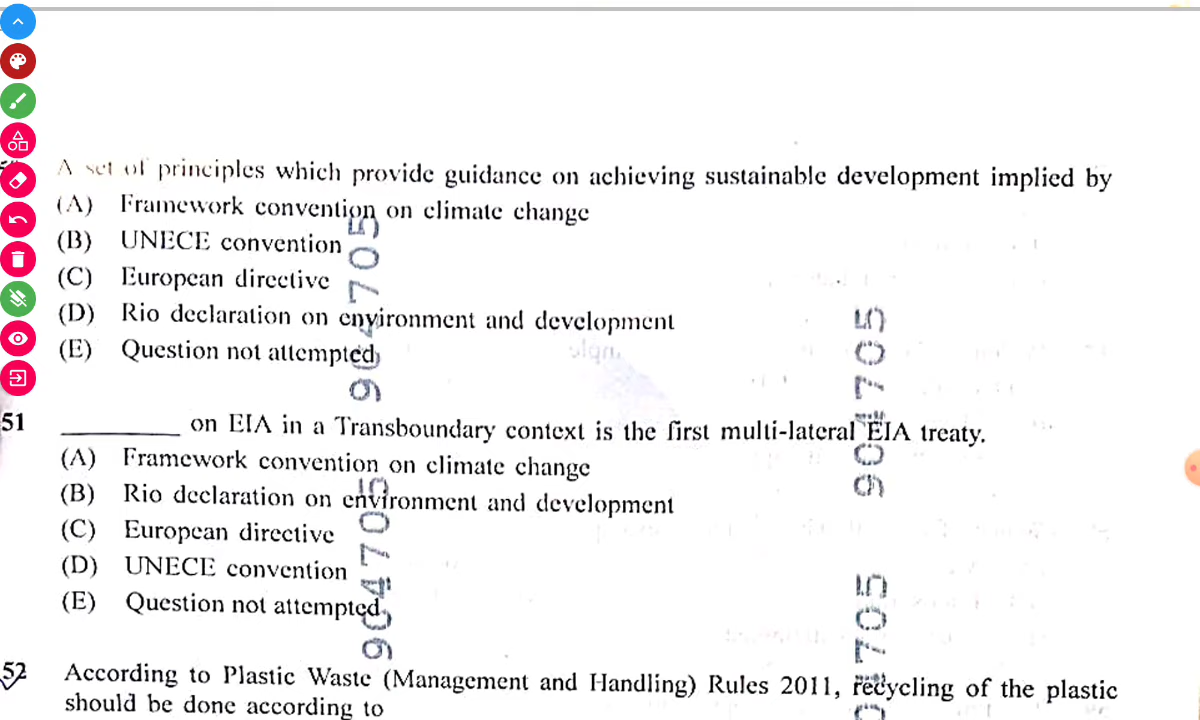 A set of principles which provide guidance on achieving sustainable development implied by
(A) Framework convention on climate change
(B) UNECE convention
(C) European directive
(D) Rio declaration on environment and development
(E) Question not attempted
51 ________ on EIA in a Transboundary context is the first multi-lateral EIA treaty.
(A) Framework convention on climate change
(B) Rio declaration on environment and development
(C) European directive
(D) UNECE convention
(E) Question not attempted
52 According to Plastic Waste (Management and Handling) Rules 2011, recycling of the plastic
should be done according to
904705
904705
904705
705